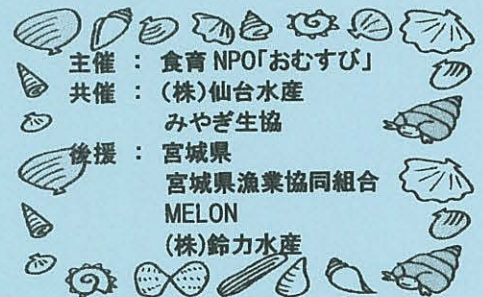 主催 : 食育 NPO「おむすび」
共催 : (株)仙台水産
みやぎ生協
後援 : 宮城県
宮城県漁業協同組合
MELON
(株)鈴力水産